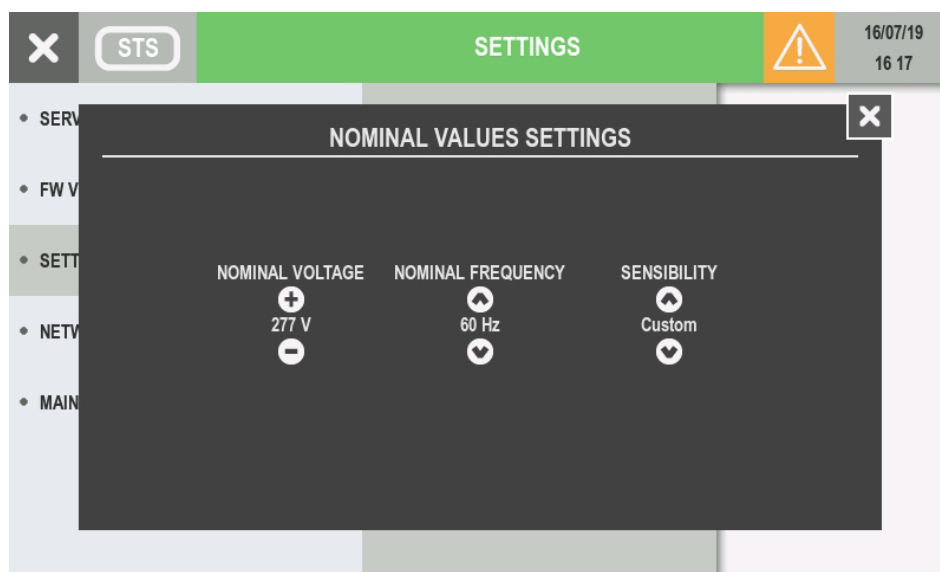 STS
SETTINGS
16/07/19
16 17
NOMINAL VALUES SETTINGS
• SERV
• FW V
• SETT
• NETW
• MAIN
NOMINAL VOLTAGE NOMINAL FREQUENCY SENSIBILITY
277 V 60 Hz Custom